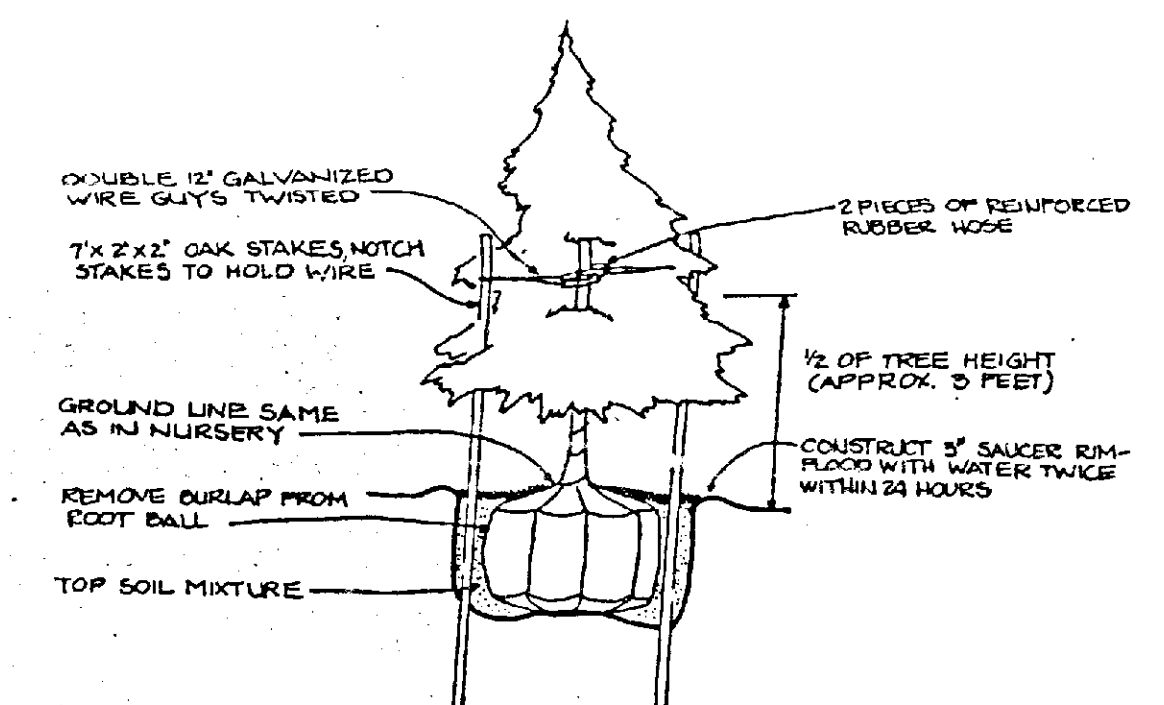 DOUBLE 12" GALVANIZED
WIRE GUYS TWISTED
2 PIECES OF REINFORCED
RUBBER HOSE
7'X 2"X2" OAK STAKES, NOTCH
STAKES TO HOLD WIRE
1/2 OF TREE HEIGHT
(APPROX. 3 FEET)
GROUND LINE SAME
AS IN NURSERY
CONSTRUCT 3" SAUCER RIM-
FLOOD WITH WATER TWICE
WITHIN 24 HOURS
REMOVE BURLAP FROM
ROOT BALL
TOP SOIL MIXTURE